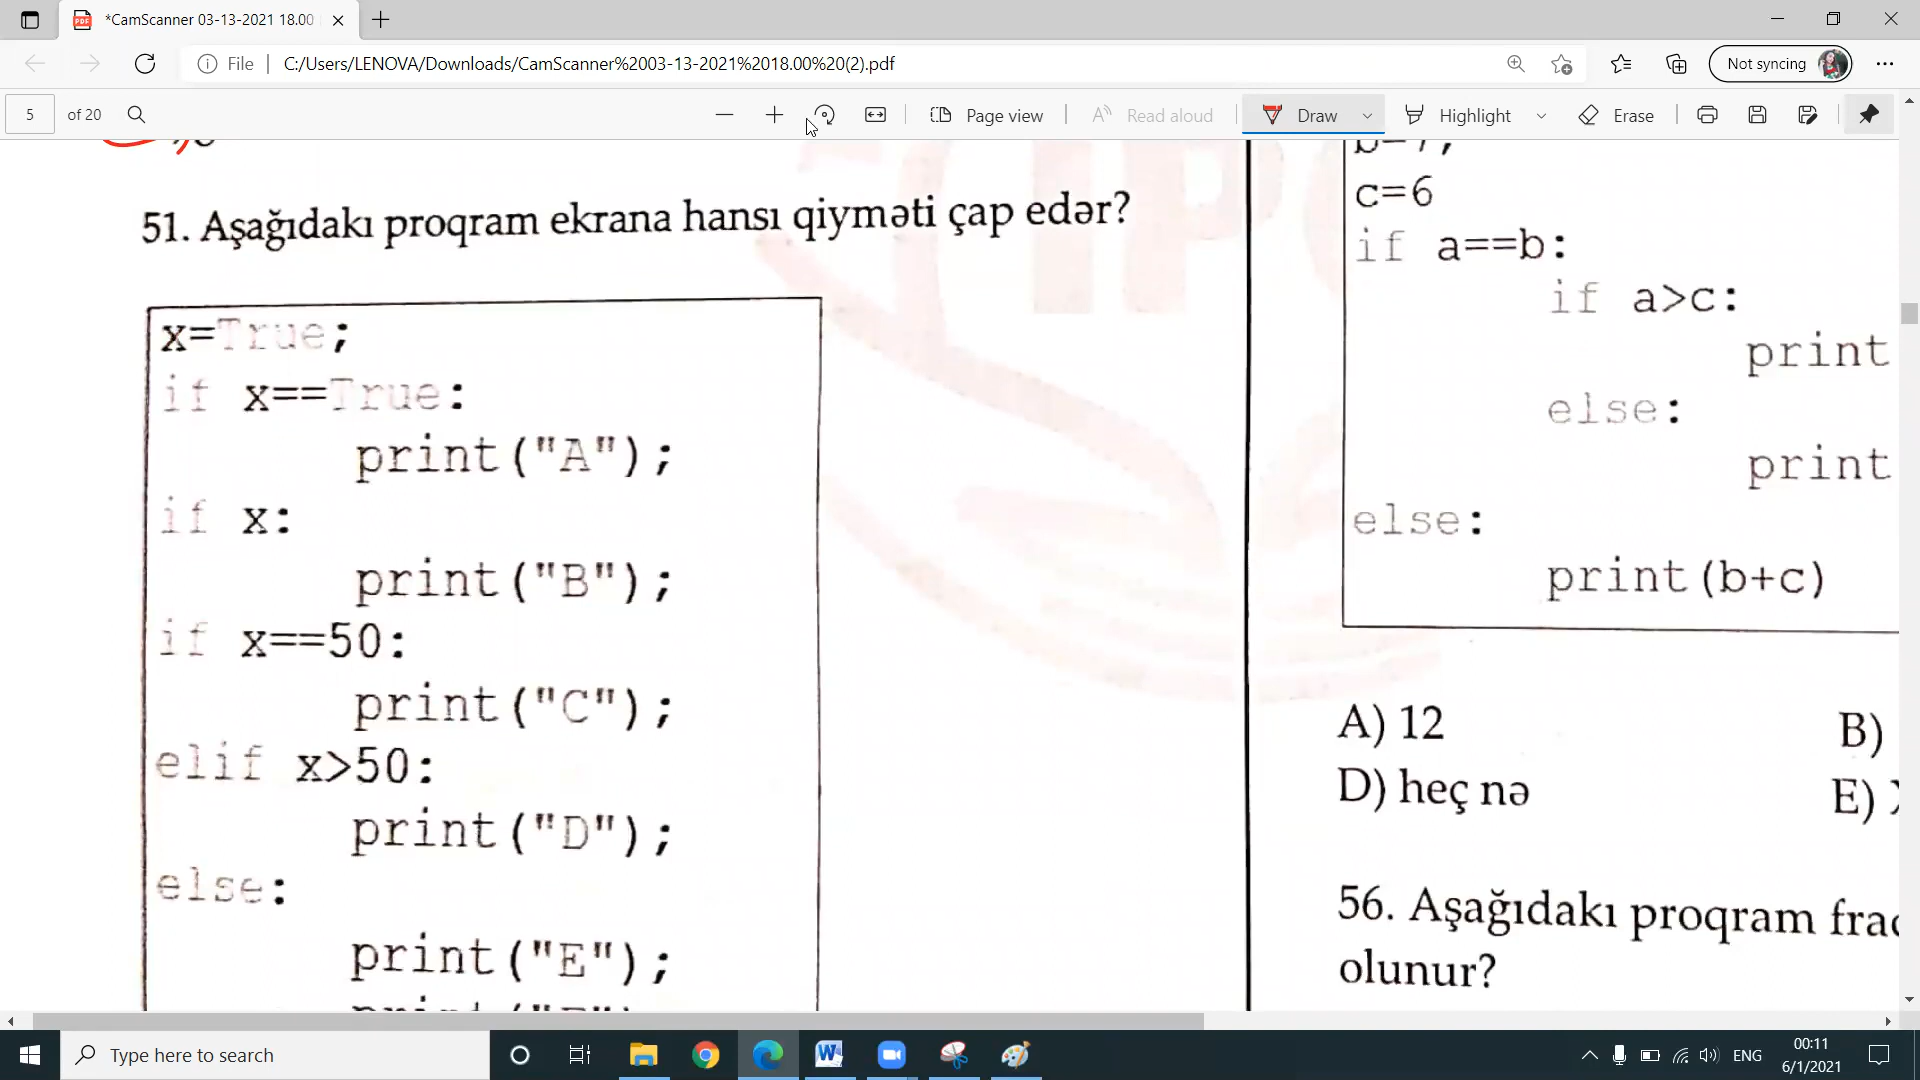 *CamScanner 03-13-2021 18.00
File
C:/Users/LENOVA/Downloads/CamScanner%2003-13-2021%2018.00%20(2).pdf
Not syncing
5
of 20
Page view
Read aloud
Draw
Highlight
Erase
51. Aşağıdakı proqram ekrana hansı qiyməti çap edər?
x=True;
if x==True:
print("A");
if x:
print("B");
if x==50:
print("C");
elif x>50:
print("D");
else:
print("E");
b=7;
c=6
if a==b:
if a>c:
print
else:
print
else:
print(b+c)
A) 12
B)
D) heç nə
E)
56. Aşağıdakı proqram
olunur?
Type here to search
ENG
00:11
6/1/2021